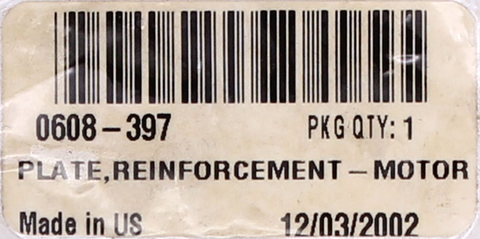 0608-397 PKG QTY: 1
PLATE,REINFORCEMENT - MOTOR
Made in US 12/03/2002